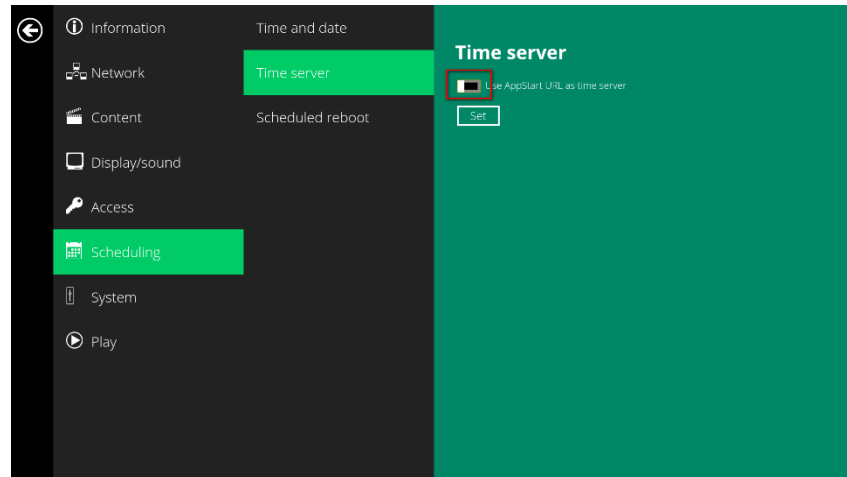 Information
Network
Content
Display/sound
Access
Scheduling
System
Play
Time and date
Time server
Scheduled reboot
Time server
Use AppStart URL as time server
Set